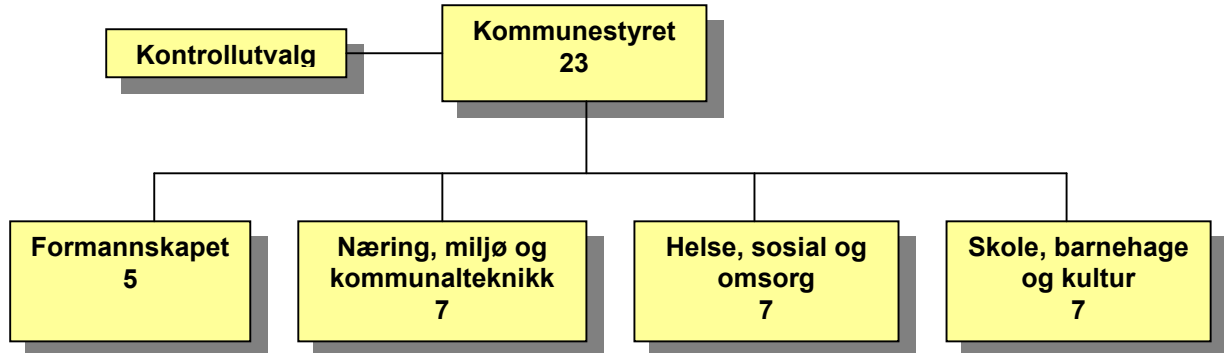 Kommunestyret
23
Kontrollutvalg
Formannskapet
5
Næring, miljø og
kommunalteknikk
7
Helse, sosial og
omsorg
7
Skole, barnehage
og kultur
7